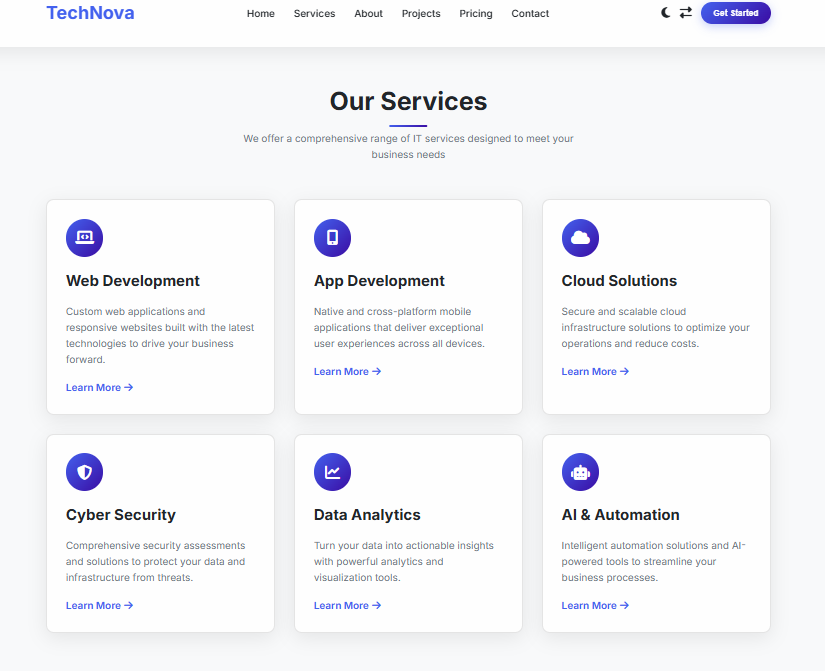 TechNova
Home Services About Projects Pricing Contact
Get Started
Our Services
We offer a comprehensive range of IT services designed to meet your
business needs
Web Development
Custom web applications and
responsive websites built with the latest
technologies to drive your business
forward.
Learn More →
App Development
Native and cross-platform mobile
applications that deliver exceptional
user experiences across all devices.
Learn More →
Cloud Solutions
Secure and scalable cloud
infrastructure solutions to optimize your
operations and reduce costs.
Learn More →
Cyber Security
Comprehensive security assessments
and solutions to protect your data and
infrastructure from threats.
Learn More →
Data Analytics
Turn your data into actionable insights
with powerful analytics and
visualization tools.
Learn More →
AI & Automation
Intelligent automation solutions and AI-
powered tools to streamline your
business processes.
Learn More →